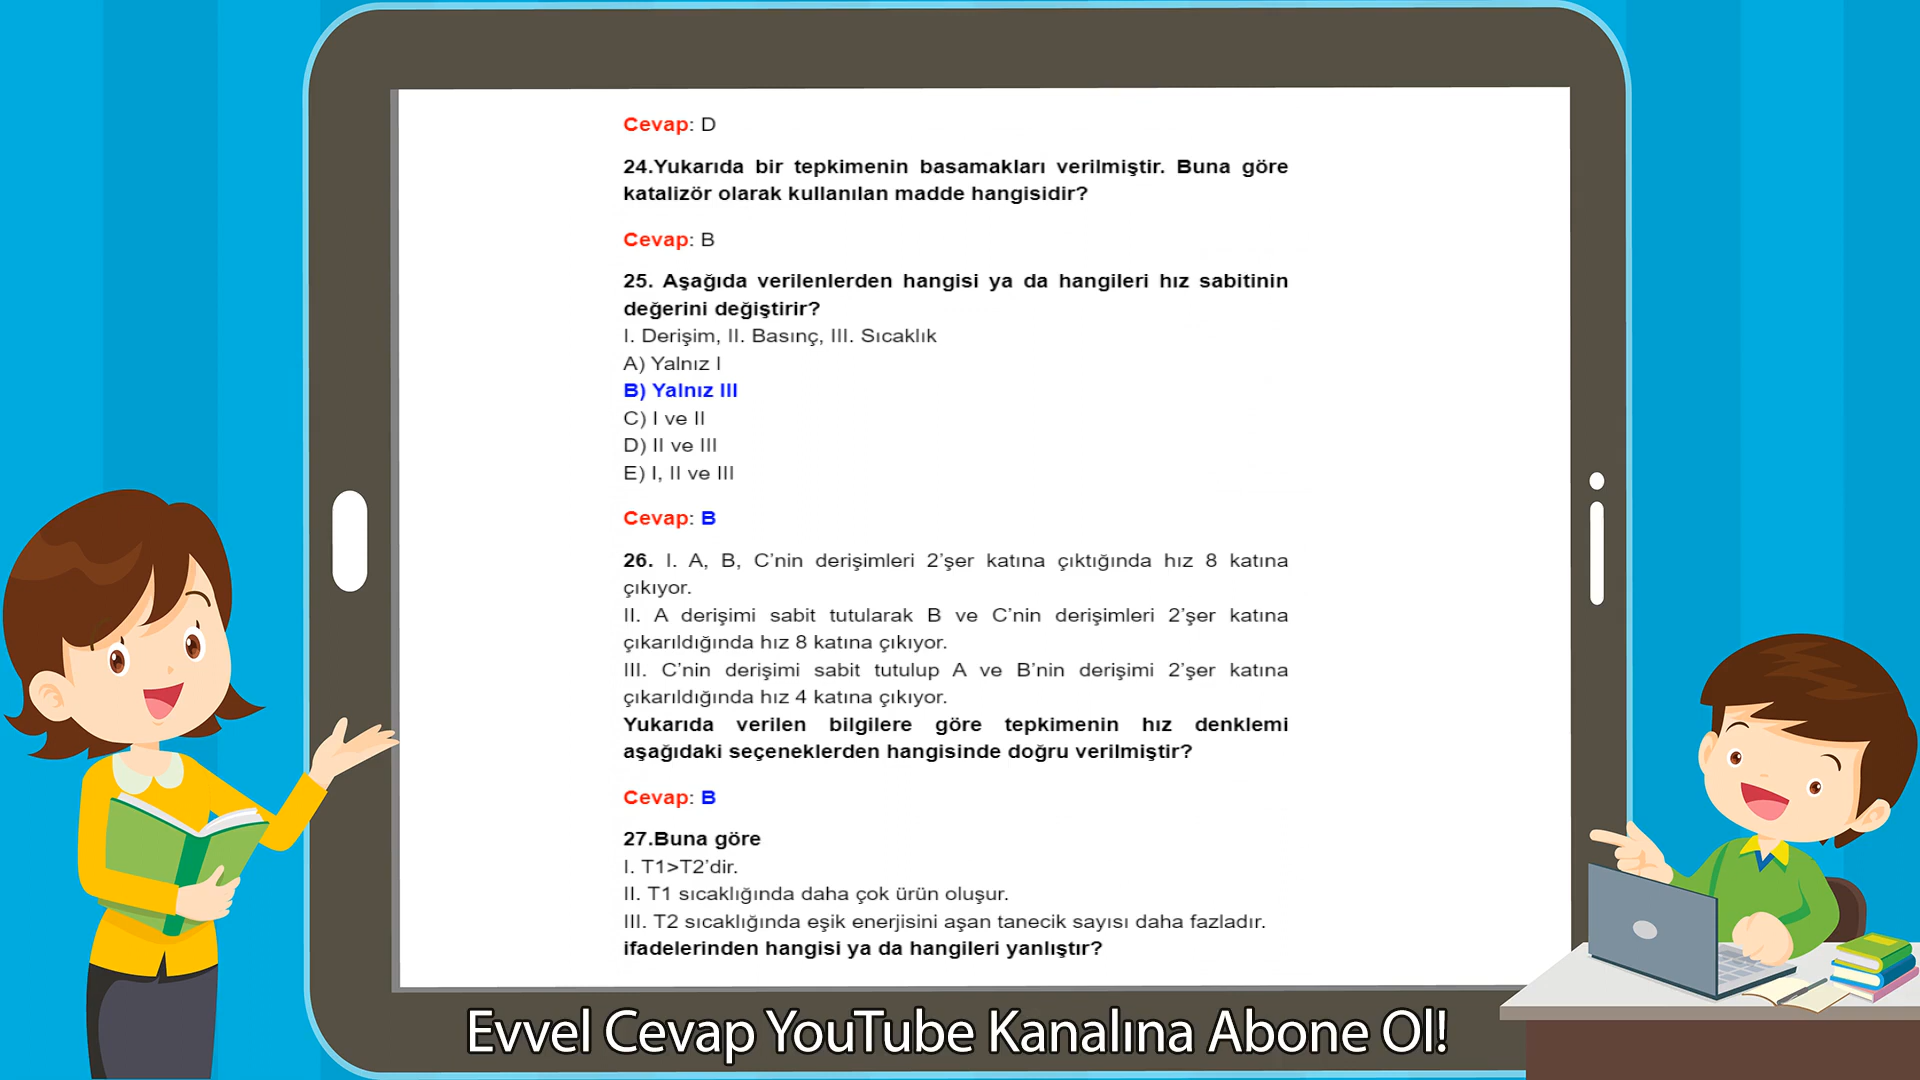 Cevap: D
24.Yukarıda bir tepkimenin basamakları verilmiştir. Buna göre
katalizör olarak kullanılan madde hangisidir?
Cevap: B
25. Aşağıda verilenlerden hangisi ya da hangileri hız sabitinin
değerini değiştirir?
I. Derişim, II. Basınç, III. Sıcaklık
A) Yalnız I
B) Yalnız III
C) I ve II
D) II ve III
E) I, II ve III
Cevap: B
26. I. A, B, C’nin derişimleri 2’şer katına çıktığında hız 8 katına
çıkıyor.
II. A derişimi sabit tutularak B ve C’nin derişimleri 2’şer katına
çıkarıldığında hız 8 katına çıkıyor.
III. C’nin derişimi sabit tutulup A ve B’nin derişimi 2’şer katına
çıkarıldığında hız 4 katına çıkıyor.
Yukarıda verilen bilgilere göre tepkimenin hız denklemi
aşağıdaki seçeneklerden hangisinde doğru verilmiştir?
Cevap: B
27.Buna göre
I. T1>T2’dir.
II. T1 sıcaklığında daha çok ürün oluşur.
III. T2 sıcaklığında eşik enerjisini aşan tanecik sayısı daha fazladır.
ifadelerinden hangisi ya da hangileri yanlıştır?
Evvel Cevap YouTube Kanalına Abone Ol!